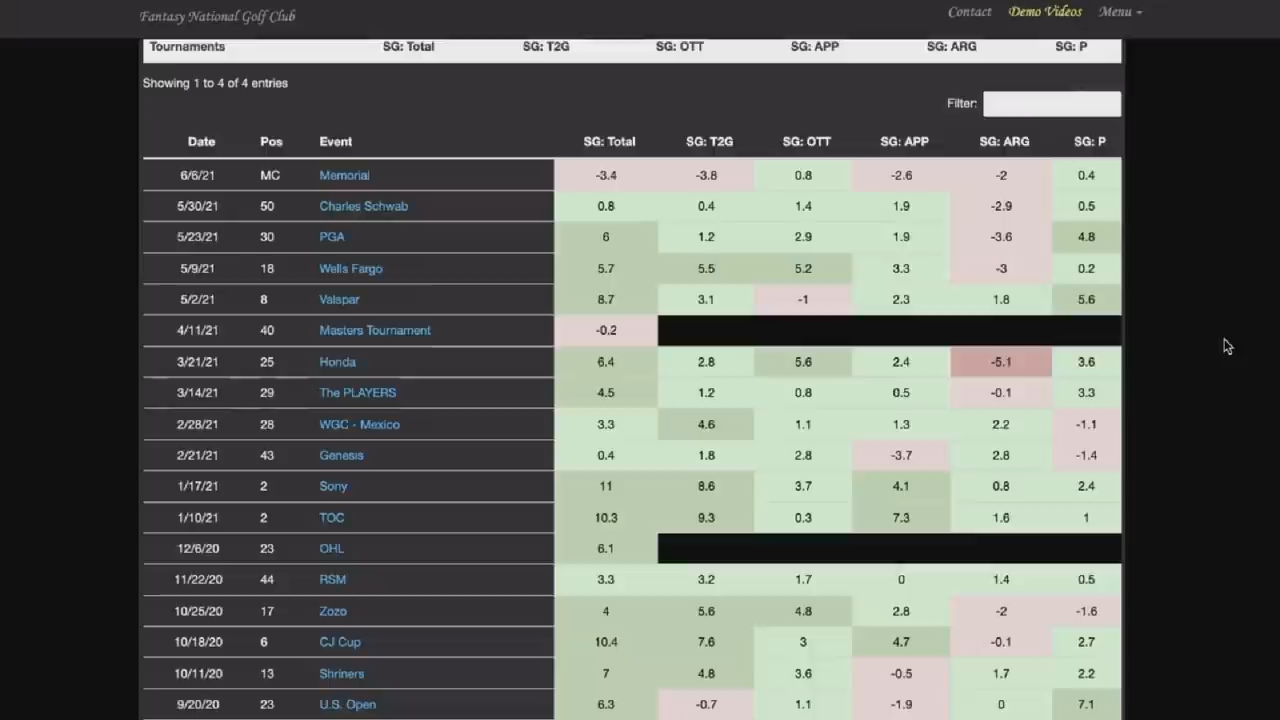 Fantasy National Golf Club Contact Demo Videos Menu
Tournaments SG: Total SG: T2G SG: OTT SG: APP SG: ARG SG: P
Showing 1 to 4 of 4 entries
Filter:
Date Pos Event SG: Total SG: T2G SG: OTT SG: APP SG: ARG SG: P
6/6/21 MC Memorial -3.4 -3.8 0.8 -2.6 -2 0.4
5/30/21 50 Charles Schwab 0.8 0.4 1.4 1.9 -2.9 0.5
5/23/21 30 PGA 6 1.2 2.9 1.9 -3.6 4.8
5/9/21 18 Wells Fargo 5.7 5.5 5.2 3.3 -3 0.2
5/2/21 8 Valspar 8.7 3.1 -1 2.3 1.8 5.6
4/11/21 40 Masters Tournament -0.2
3/21/21 25 Honda 6.4 2.8 5.6 2.4 -5.1 3.6
3/14/21 29 The PLAYERS 4.5 1.2 0.8 0.5 -0.1 3.3
2/28/21 28 WGC - Mexico 3.3 4.6 1.1 1.3 2.2 -1.1
2/21/21 43 Genesis 0.4 1.8 2.8 -3.7 2.8 -1.4
1/17/21 2 Sony 11 8.6 3.7 4.1 0.8 2.4
1/10/21 2 TOC 10.3 9.3 0.3 7.3 1.6 1
12/6/20 23 OHL 6.1
11/22/20 44 RSM 3.3 3.2 1.7 0 1.4 0.5
10/25/20 17 Zozo 4 5.6 4.8 2.8 -2 -1.6
10/18/20 6 CJ Cup 10.4 7.6 3 4.7 -0.1 2.7
10/11/20 13 Shriners 7 4.8 3.6 -0.5 1.7 2.2
9/20/20 23 U.S. Open 6.3 -0.7 1.1 -1.9 0 7.1